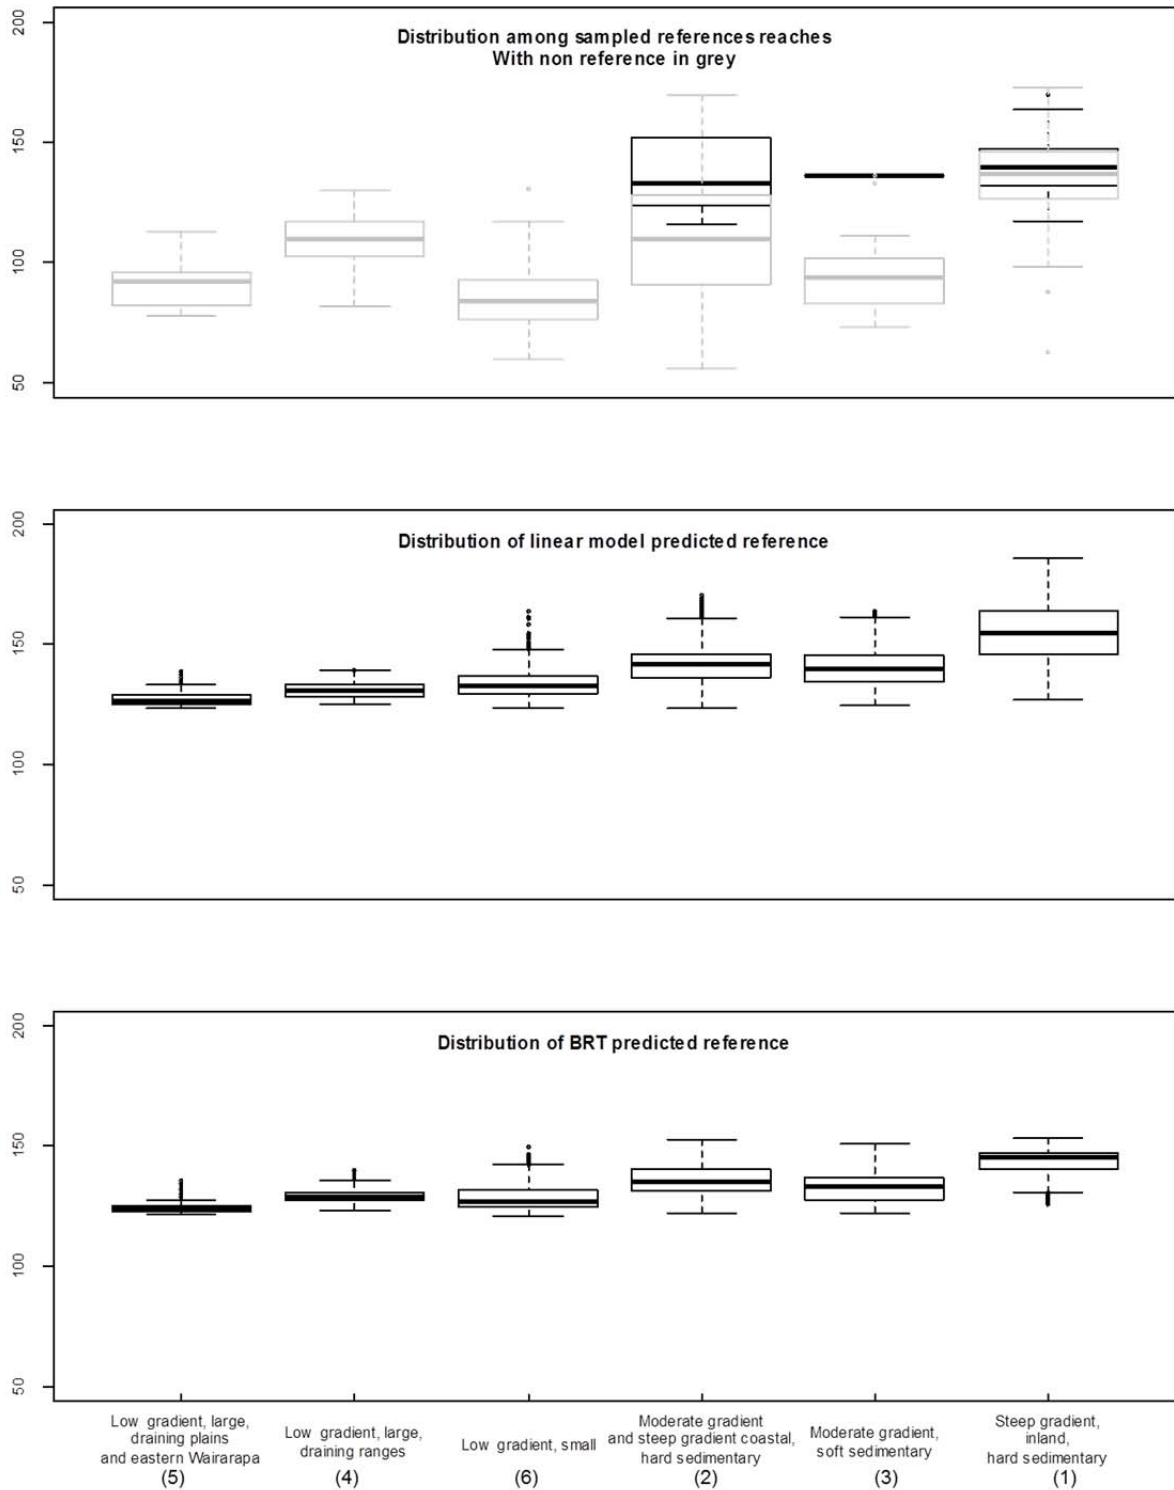 200
150
100
50
Distribution among sampled references reaches
With non reference in grey
200
150
100
50
Distribution of linear model predicted reference
200
150
100
50
Distribution of BRT predicted reference
Low gradient, large,
draining plains
and eastern Wairarapa
(5)
Low gradient, large,
draining ranges
(4)
Low gradient, small
(6)
Moderate gradient
and steep gradient coastal,
hard sedimentary
(2)
Moderate gradient,
soft sedimentary
(3)
Steep gradient,
inland,
hard sedimentary
(1)